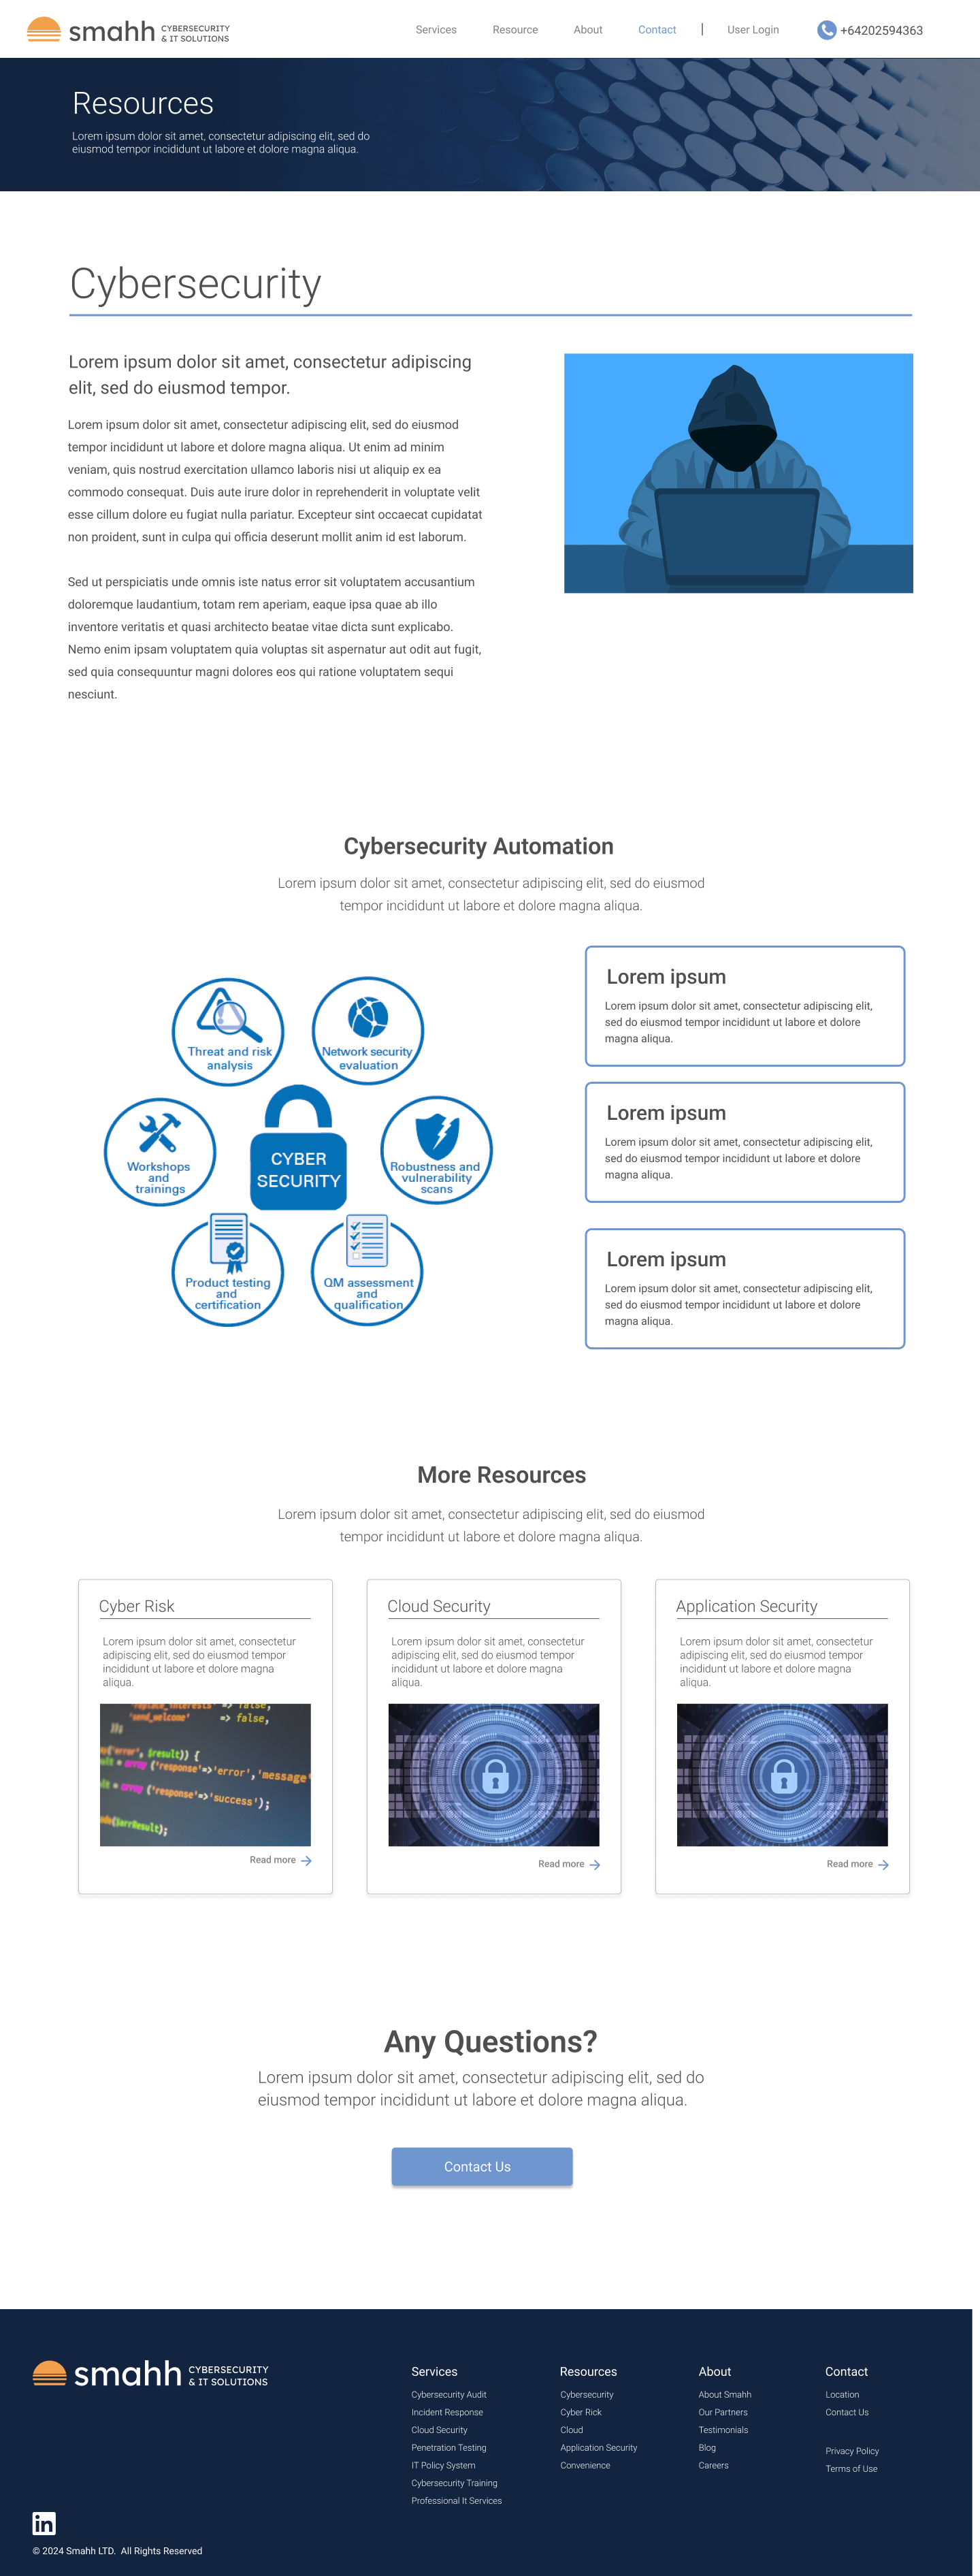 smahh CYBERSECURITY
& IT SOLUTIONS
Services Resource About Contact | User Login +64202594363
Resources
Lorem ipsum dolor sit amet, consectetur adipiscing elit, sed do
eiusmod tempor incididunt ut labore et dolore magna aliqua.
Cybersecurity
Lorem ipsum dolor sit amet, consectetur adipiscing
elit, sed do eiusmod tempor.
Lorem ipsum dolor sit amet, consectetur adipiscing elit, sed do eiusmod
tempor incididunt ut labore et dolore magna aliqua. Ut enim ad minim
veniam, quis nostrud exercitation ullamco laboris nisi ut aliquip ex ea
commodo consequat. Duis aute irure dolor in reprehenderit in voluptate velit
esse cillum dolore eu fugiat nulla pariatur. Excepteur sint occaecat cupidatat
non proident, sunt in culpa qui officia deserunt mollit anim id est laborum.
Sed ut perspiciatis unde omnis iste natus error sit voluptatem accusantium
doloremque laudantium, totam rem aperiam, eaque ipsa quae ab illo
inventore veritatis et quasi architecto beatae vitae dicta sunt explicabo.
Nemo enim ipsam voluptatem quia voluptas sit aspernatur aut odit aut fugit,
sed quia consequuntur magni dolores eos qui ratione voluptatem sequi
nesciunt.
Cybersecurity Automation
Lorem ipsum dolor sit amet, consectetur adipiscing elit, sed do eiusmod
tempor incididunt ut labore et dolore magna aliqua.
Threat and risk
analysis
Network security
evaluation
Workshops
and
trainings
CYBER
SECURITY
Robustness and
vulnerability
scans
Product testing
and
certification
QM assessment
and
qualification
Lorem ipsum
Lorem ipsum dolor sit amet, consectetur adipiscing elit,
sed do eiusmod tempor incididunt ut labore et dolore
magna aliqua.
Lorem ipsum
Lorem ipsum dolor sit amet, consectetur adipiscing elit,
sed do eiusmod tempor incididunt ut labore et dolore
magna aliqua.
Lorem ipsum
Lorem ipsum dolor sit amet, consectetur adipiscing elit,
sed do eiusmod tempor incididunt ut labore et dolore
magna aliqua.
More Resources
Lorem ipsum dolor sit amet, consectetur adipiscing elit, sed do eiusmod
tempor incididunt ut labore et dolore magna aliqua.
Cyber Risk
Lorem ipsum dolor sit amet, consectetur
adipiscing elit, sed do eiusmod tempor
incididunt ut labore et dolore magna
aliqua.
'send_welcome' => false,
'error', $result)) {
= array ('response'=>'error','message'
= array ('response'=>'success');
($arrResult);
Read more
Cloud Security
Lorem ipsum dolor sit amet, consectetur
adipiscing elit, sed do eiusmod tempor
incididunt ut labore et dolore magna
aliqua.
Read more
Application Security
Lorem ipsum dolor sit amet, consectetur
adipiscing elit, sed do eiusmod tempor
incididunt ut labore et dolore magna
aliqua.
Read more
Any Questions?
Lorem ipsum dolor sit amet, consectetur adipiscing elit, sed do
eiusmod tempor incididunt ut labore et dolore magna aliqua.
Contact Us
smahh CYBERSECURITY
& IT SOLUTIONS
Services
Cybersecurity Audit
Incident Response
Cloud Security
Penetration Testing
IT Policy System
Cybersecurity Training
Professional It Services
Resources
Cybersecurity
Cyber Rick
Cloud
Application Security
Convenience
About
About Smahh
Our Partners
Testimonials
Blog
Careers
Contact
Location
Contact Us
Privacy Policy
Terms of Use
in
© 2024 Smahh LTD. All Rights Reserved